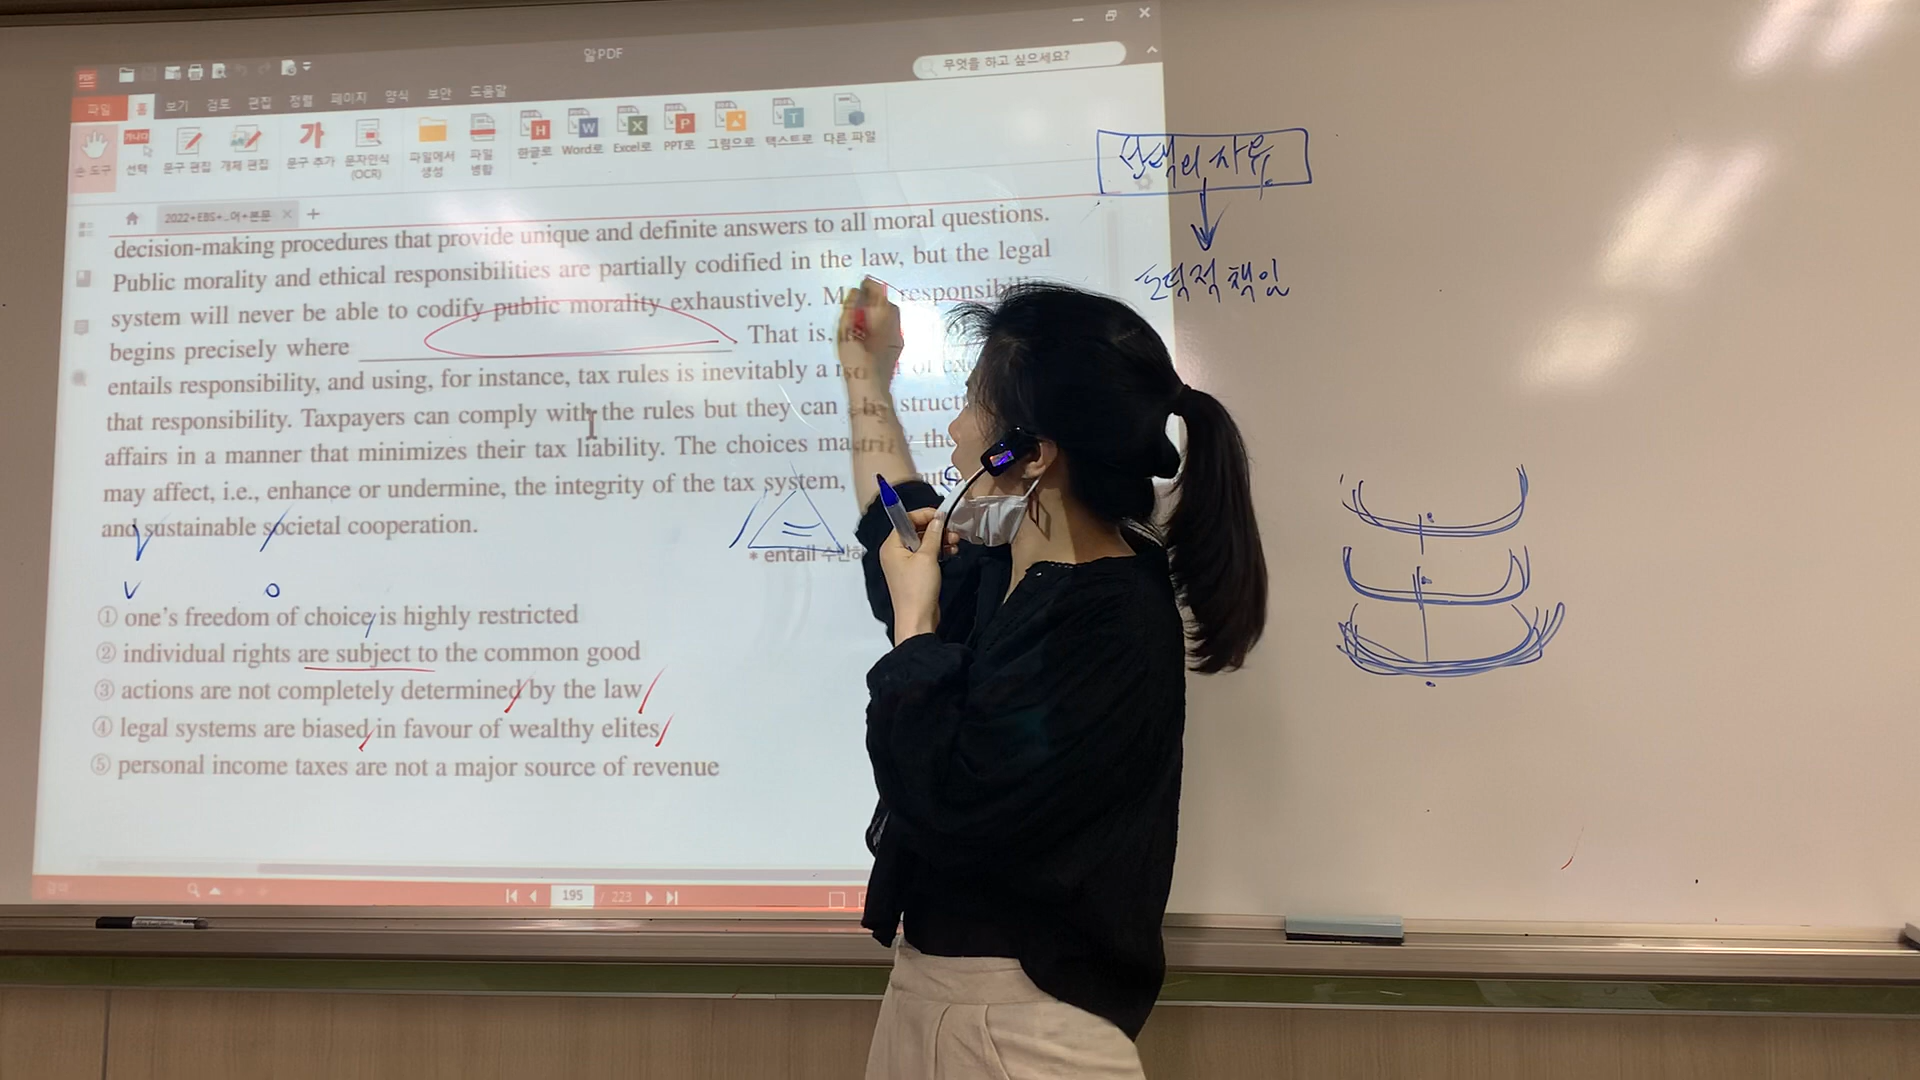 알PDF
무엇을 하고 싶으세요?
파일 홈 보기 검토 편집 정렬 페이지 양식 보안 도움말
손 도구 선택 문구 편집 개체 편집 문구 추가 문자인식 (OCR) 파일에서 생성 파일 병합 한글로 Word로 Excel로 PPT로 그림으로 텍스트로 다른 파일
2022+EBS+...어+본문
decision-making procedures that provide unique and definite answers to all moral questions.
Public morality and ethical responsibilities are partially codified in the law, but the legal
system will never be able to codify public morality exhaustively. responsibili
begins precisely where ____ . That is,
entails responsibility, and using, for instance, tax rules is inevitably a of
that responsibility. Taxpayers can comply with the rules but they can struct
affairs in a manner that minimizes their tax liability. The choices ma the
may affect, i.e., enhance or undermine, the integrity of the tax system,
and sustainable societal cooperation.
* entail 수반하
① one's freedom of choice is highly restricted
② individual rights are subject to the common good
③ actions are not completely determined by the law
④ legal systems are biased in favour of wealthy elites
⑤ personal income taxes are not a major source of revenue
195 / 223
선택의 자유
도덕적 책임